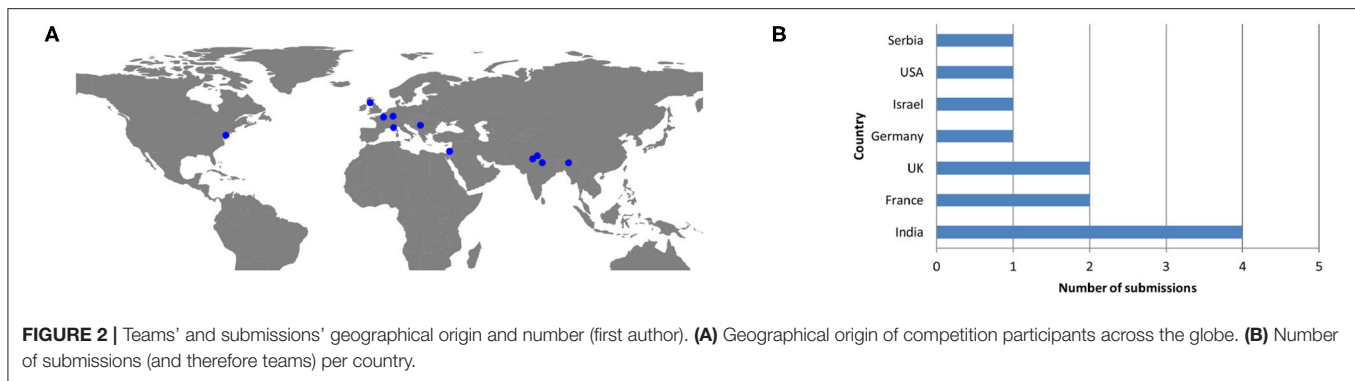 A
B
Serbia
USA
Israel
Germany
UK
France
India
Country
0 1 2 3 4 5
Number of submissions
FIGURE 2 | Teams’ and submissions’ geographical origin and number (first author). (A) Geographical origin of competition participants across the globe. (B) Number
of submissions (and therefore teams) per country.